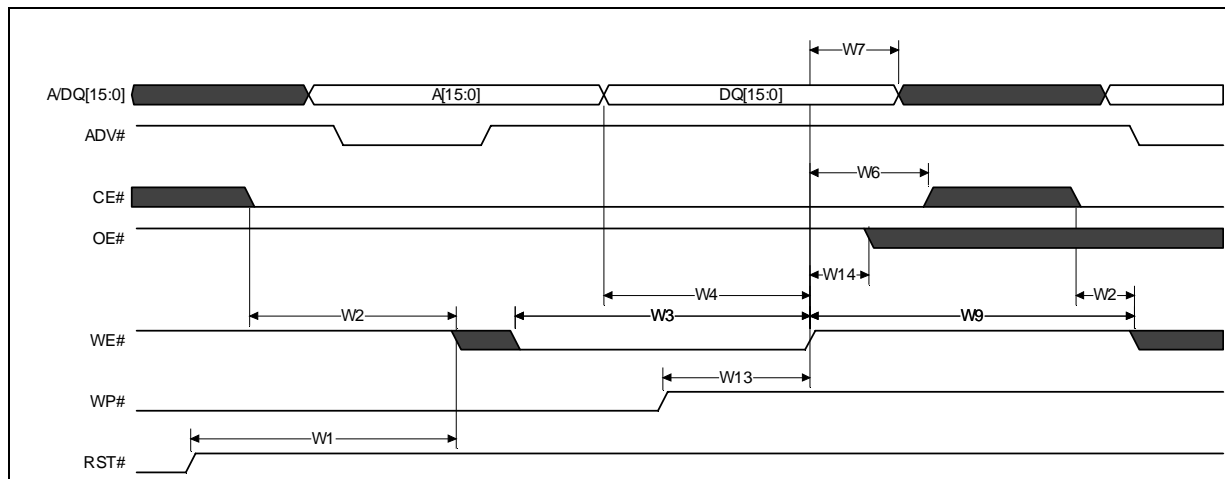 W7
A/DQ[15:0] A[15:0] DQ[15:0]
ADV#
W6
CE#
OE#
W14
W4
W2 W3 W9 W2
WE#
W13
WP#
W1
RST#